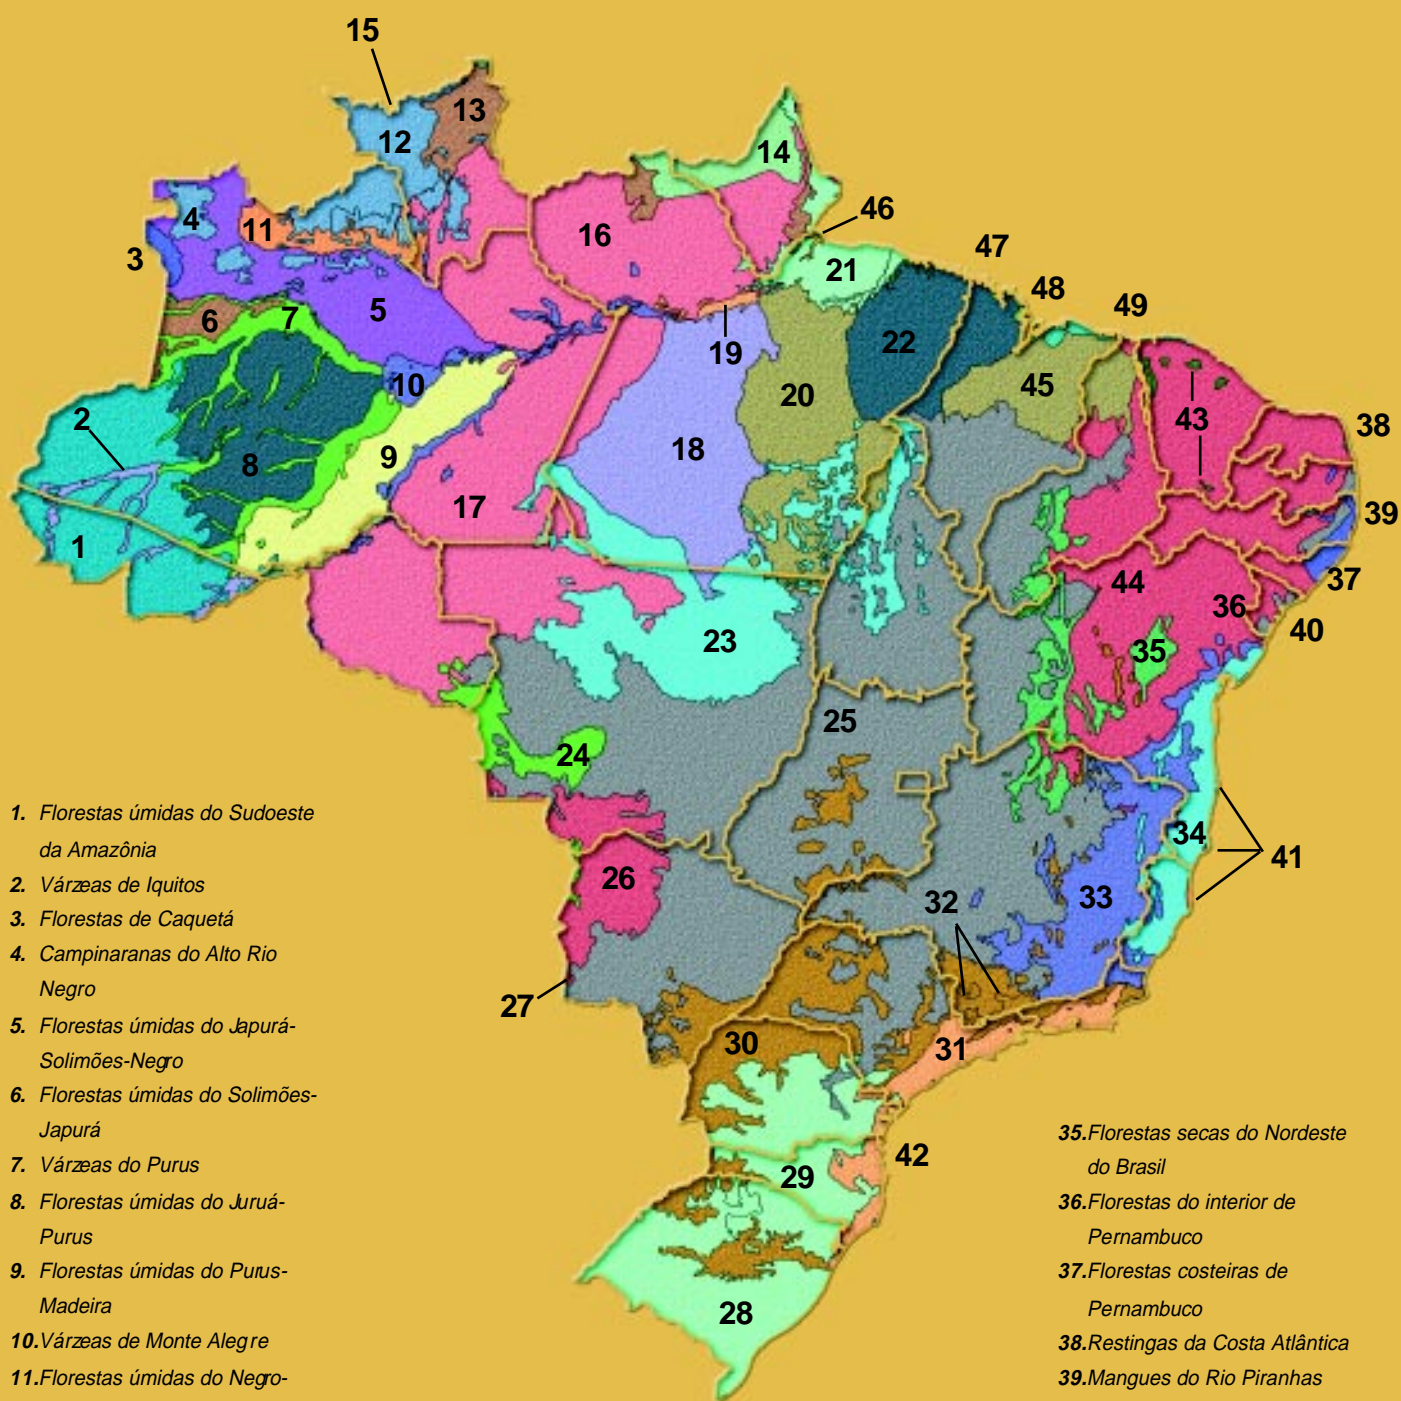 15
13
12
14
4
11
46
16
3
47
21
48
5
49
6
7
22
19
10
45
20
2
43
38
9
18
8
17
39
1
44
37
36
40
23
35
25
24
34
41
26
33
32
27
30
31
42
29
28
1. Florestas úmidas do Sudoeste
da Amazônia
2. Várzeas de Iquitos
3. Florestas de Caquetá
4. Campinaranas do Alto Rio
Negro
5. Florestas úmidas do Japurá-
Solimões-Negro
6. Florestas úmidas do Solimões-
Japurá
7. Várzeas do Purus
8. Florestas úmidas do Juruá-
Purus
9. Florestas úmidas do Purus-
Madeira
10. Várzeas de Monte Alegre
11. Florestas úmidas do Negro-
35. Florestas secas do Nordeste
do Brasil
36. Florestas do interior de
Pernambuco
37. Florestas costeiras de
Pernambuco
38. Restingas da Costa Atlântica
39. Mangues do Rio Piranhas